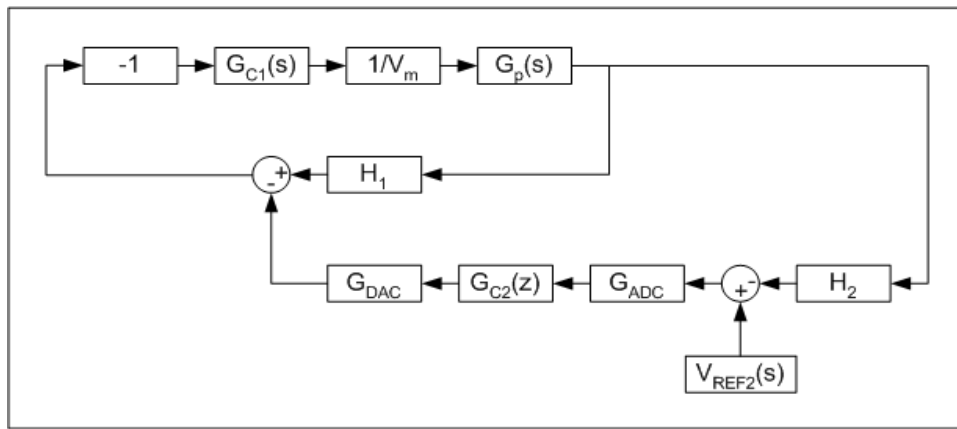 -1
G_C1(s)
1/V_m
G_p(s)
- +
H_1
G_DAC
G_C2(z)
G_ADC
+ -
H_2
V_REF2(s)